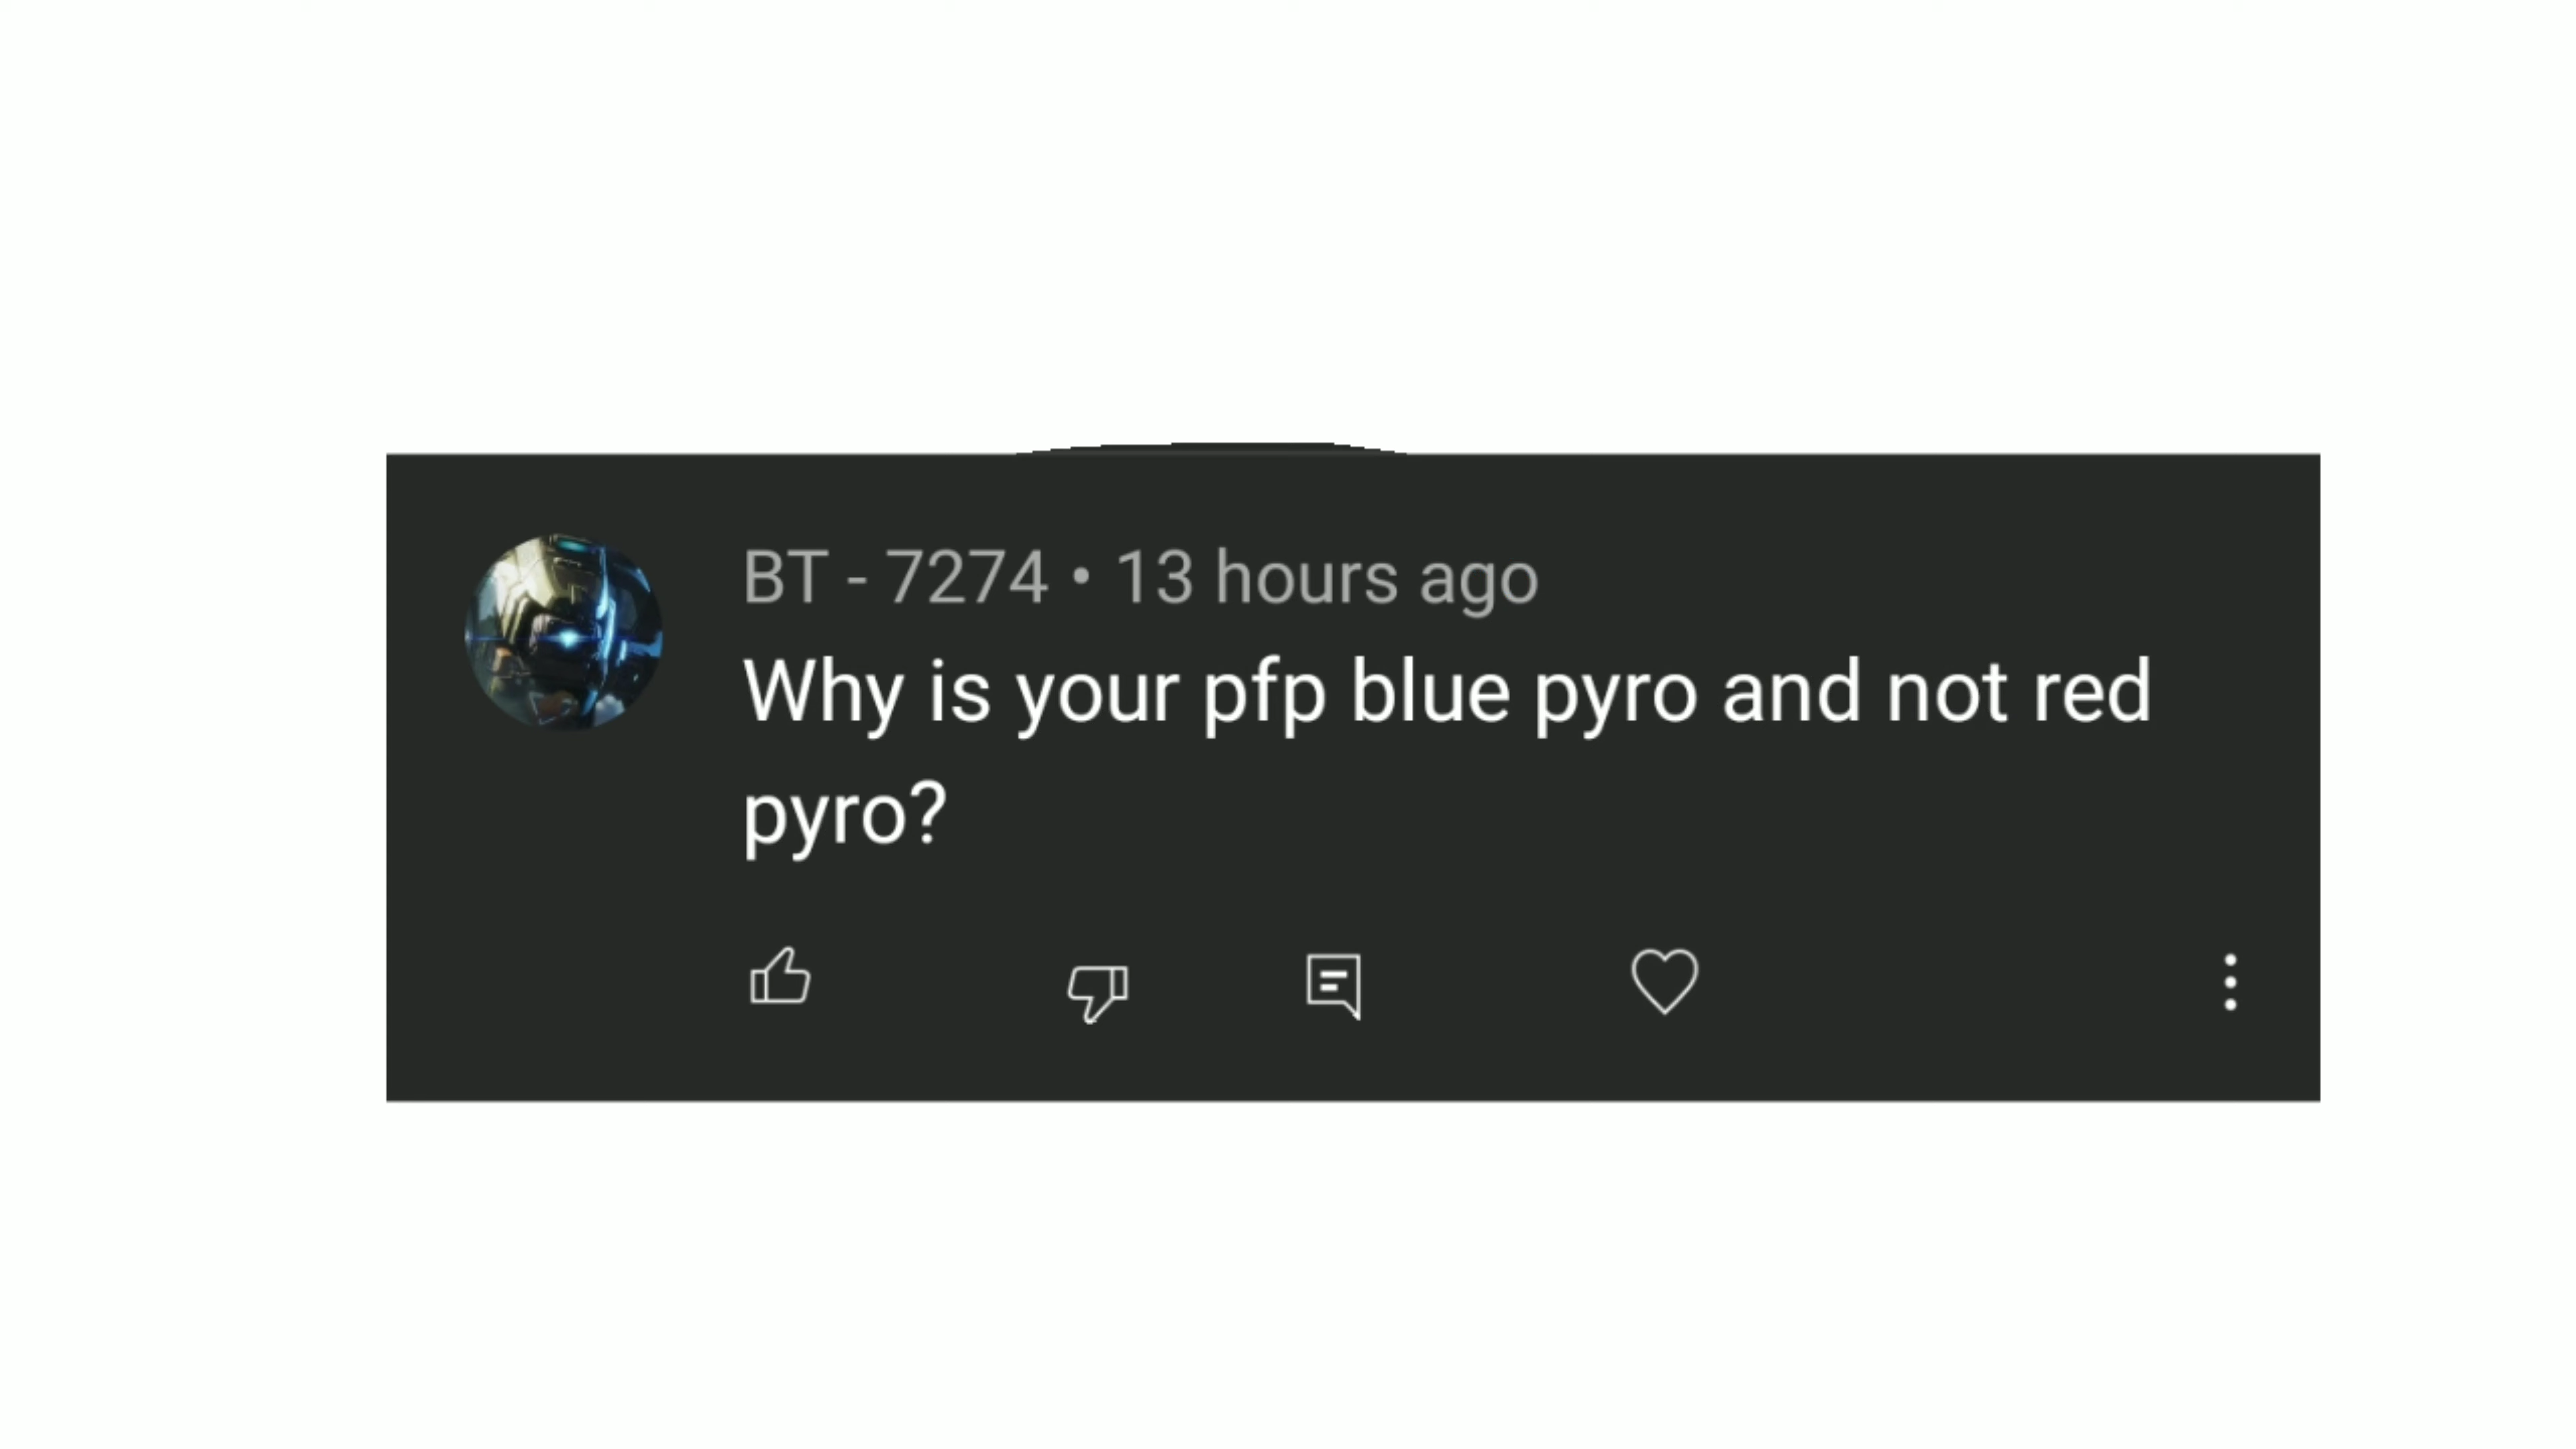 BT - 7274 • 13 hours ago
Why is your pfp blue pyro and not red
pyro?